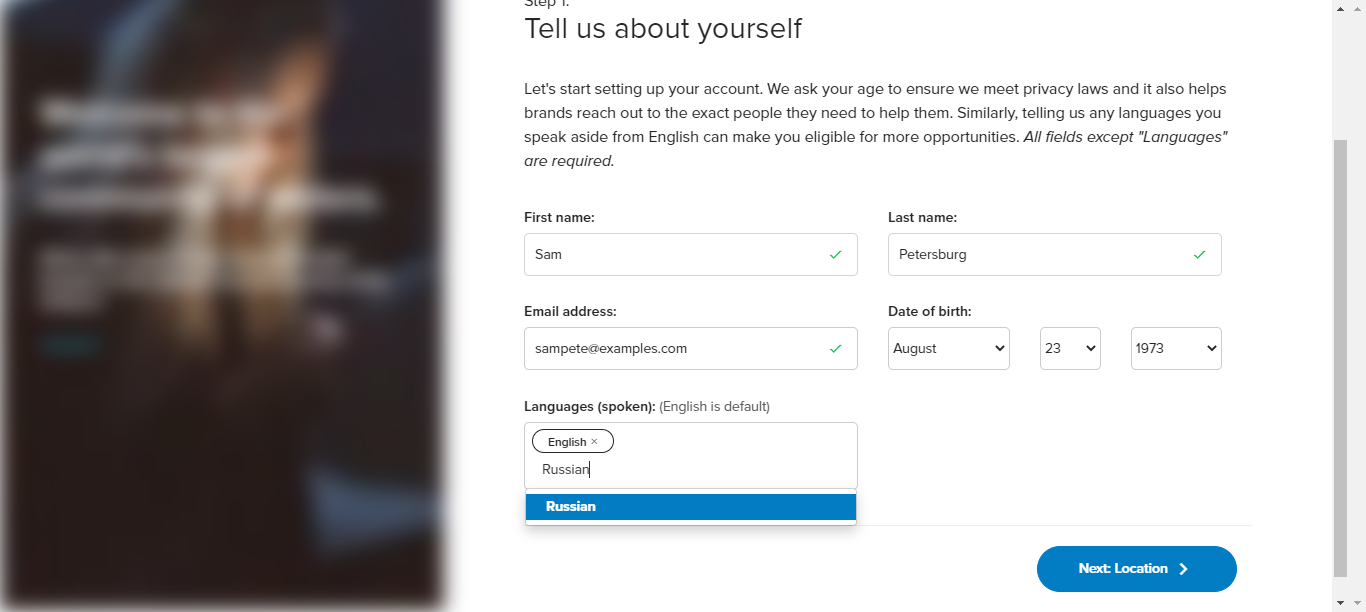 Step 1.
Tell us about yourself
Let's start setting up your account. We ask your age to ensure we meet privacy laws and it also helps
brands reach out to the exact people they need to help them. Similarly, telling us any languages you
speak aside from English can make you eligible for more opportunities. All fields except "Languages"
are required.
First name:
Last name:
Sam
Petersburg
Email address:
Date of birth:
sampete@examples.com
August
23
1973
Languages (spoken): (English is default)
English ×
Russian
Russian
Next: Location